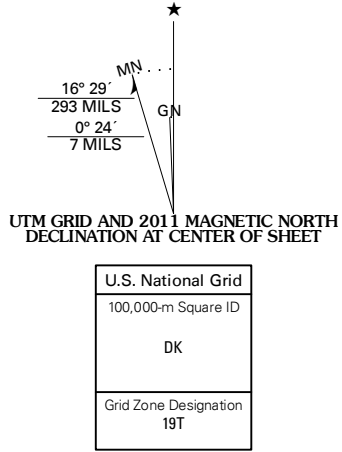 ★
MN
16° 29´
293 MILS
GN
0° 24´
7 MILS
UTM GRID AND 2011 MAGNETIC NORTH
DECLINATION AT CENTER OF SHEET
U.S. National Grid
100,000-m Square ID
DK
Grid Zone Designation
19T